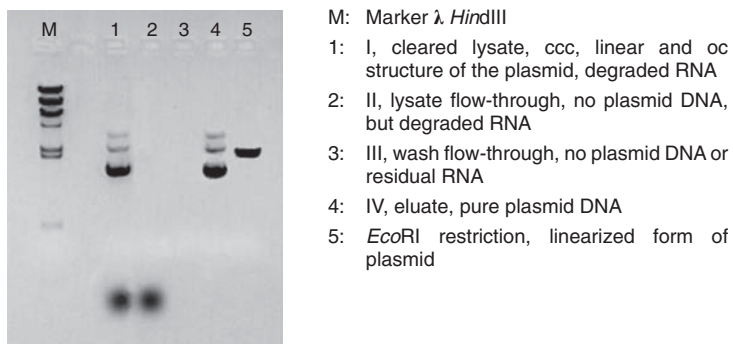 M 1 2 3 4 5
M: Marker λ HindIII
1: I, cleared lysate, ccc, linear and oc
structure of the plasmid, degraded RNA
2: II, lysate flow-through, no plasmid DNA,
but degraded RNA
3: III, wash flow-through, no plasmid DNA or
residual RNA
4: IV, eluate, pure plasmid DNA
5: EcoRI restriction, linearized form of
plasmid